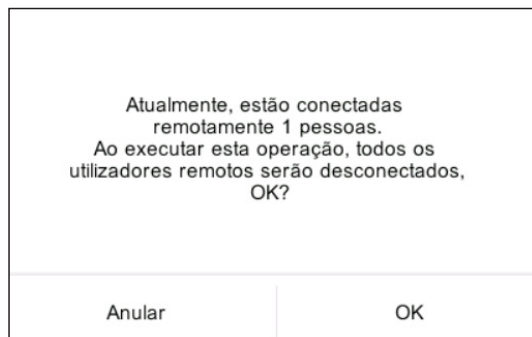 Atualmente, estão conectadas
remotamente 1 pessoas.
Ao executar esta operação, todos os
utilizadores remotos serão desconectados,
OK?
Anular
OK